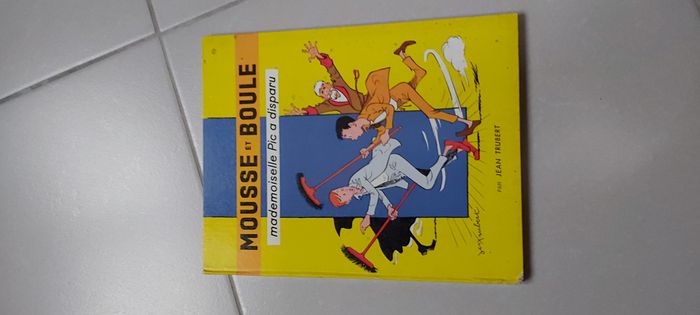 MOUSSE ET BOULE
mademoiselle Pic a disparu
PAR JEAN TRUBERT